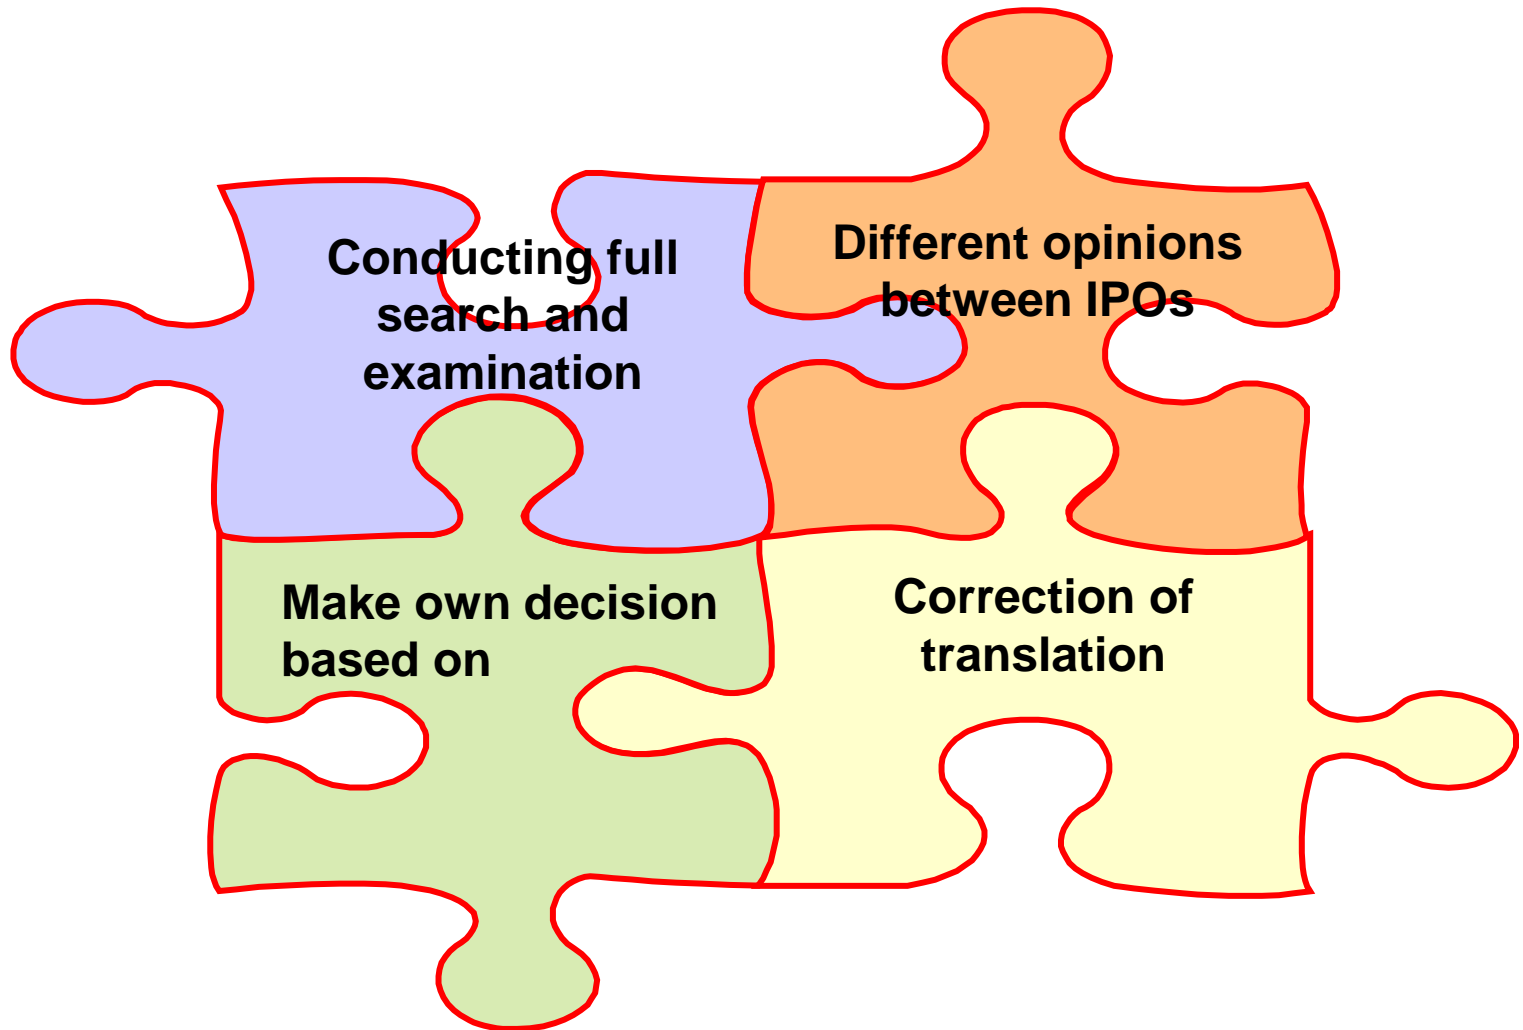 Conducting full
search and
examination
Different opinions
between IPOs
Make own decision
based on
Correction of
translation